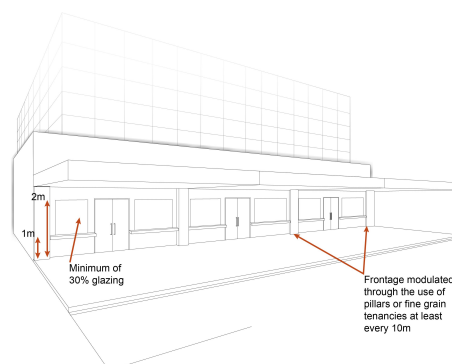 2m
1m
Minimum of
30% glazing
Frontage modulated
through the use of
pillars or fine grain
tenancies at least
every 10m